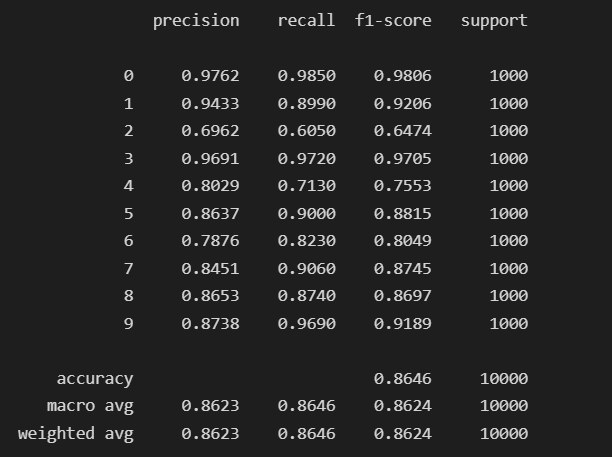 precision recall f1-score support
0 0.9762 0.9850 0.9806 1000
1 0.9433 0.8990 0.9206 1000
2 0.6962 0.6050 0.6474 1000
3 0.9691 0.9720 0.9705 1000
4 0.8029 0.7130 0.7553 1000
5 0.8637 0.9000 0.8815 1000
6 0.7876 0.8230 0.8049 1000
7 0.8451 0.9060 0.8745 1000
8 0.8653 0.8740 0.8697 1000
9 0.8738 0.9690 0.9189 1000
accuracy 0.8646 10000
macro avg 0.8623 0.8646 0.8624 10000
weighted avg 0.8623 0.8646 0.8624 10000